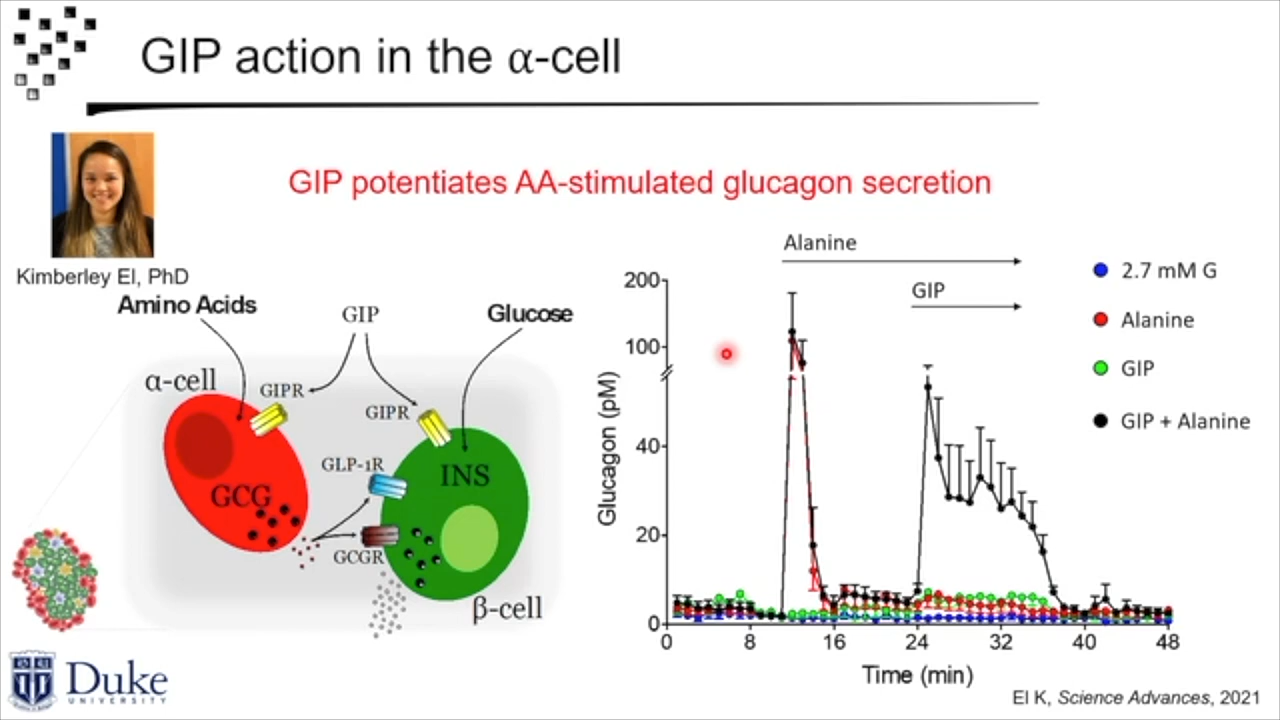 GIP action in the α-cell
GIP potentiates AA-stimulated glucagon secretion
Kimberley El, PhD
Amino Acids
GIP
Glucose
α-cell
GIPR
GIPR
GLP-1R
INS
GCG
GCGR
β-cell
Alanine
GIP
2.7 mM G
Alanine
GIP
GIP + Alanine
200
100
40
20
0
Glucagon (pM)
0 8 16 24 32 40 48
Time (min)
El K, Science Advances, 2021
Duke
UNIVERSITY